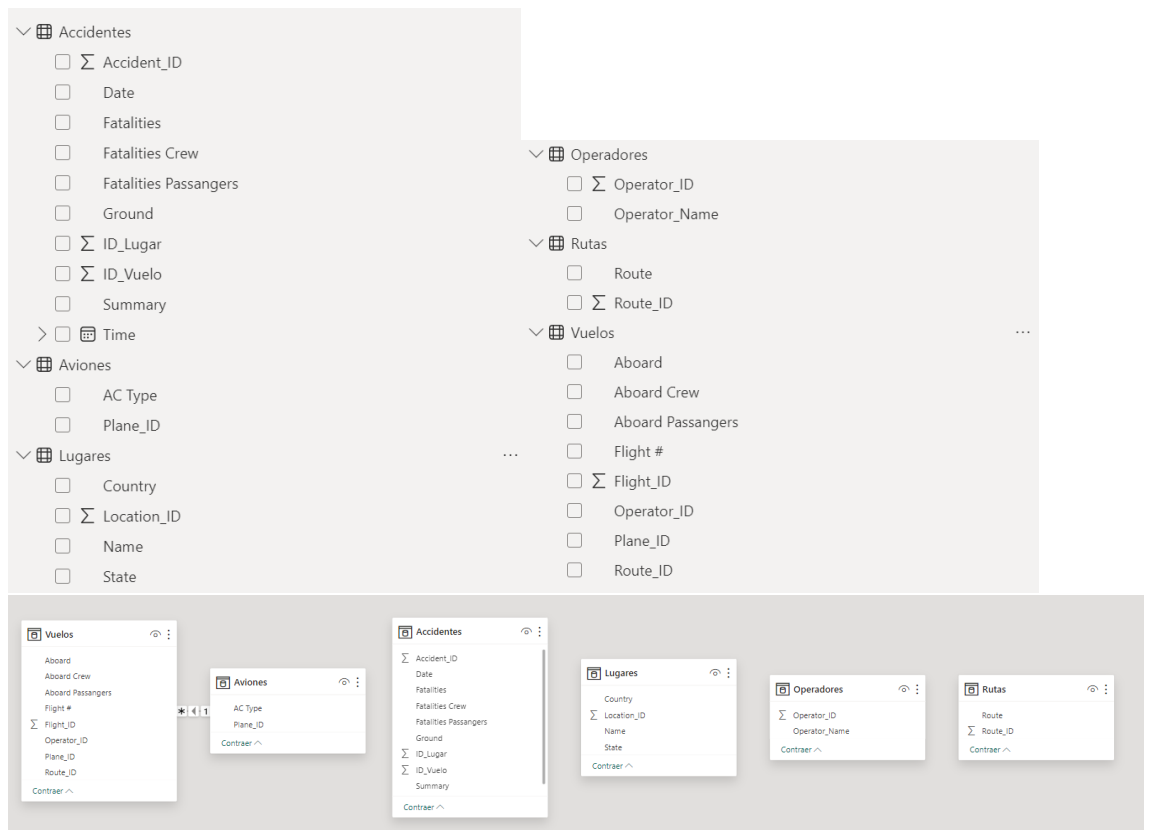 Accidentes
Accident_ID
Date
Fatalities
Fatalities Crew
Fatalities Passangers
Ground
ID_Lugar
ID_Vuelo
Summary
Time
Aviones
AC Type
Plane_ID
Lugares
Country
Location_ID
Name
State
Operadores
Operator_ID
Operator_Name
Rutas
Route
Route_ID
Vuelos
Aboard
Aboard Crew
Aboard Passangers
Flight #
Flight_ID
Operator_ID
Plane_ID
Route_ID
Vuelos
Aboard
Aboard Crew
Aboard Passangers
Flight #
Flight_ID
Operator_ID
Plane_ID
Route_ID
Contraer
* 1
Aviones
AC Type
Plane_ID
Contraer
Accidentes
Accident_ID
Date
Fatalities
Fatalities Crew
Fatalities Passangers
Ground
ID_Lugar
ID_Vuelo
Summary
Contraer
Lugares
Country
Location_ID
Name
State
Contraer
Operadores
Operator_ID
Operator_Name
Contraer
Rutas
Route
Route_ID
Contraer